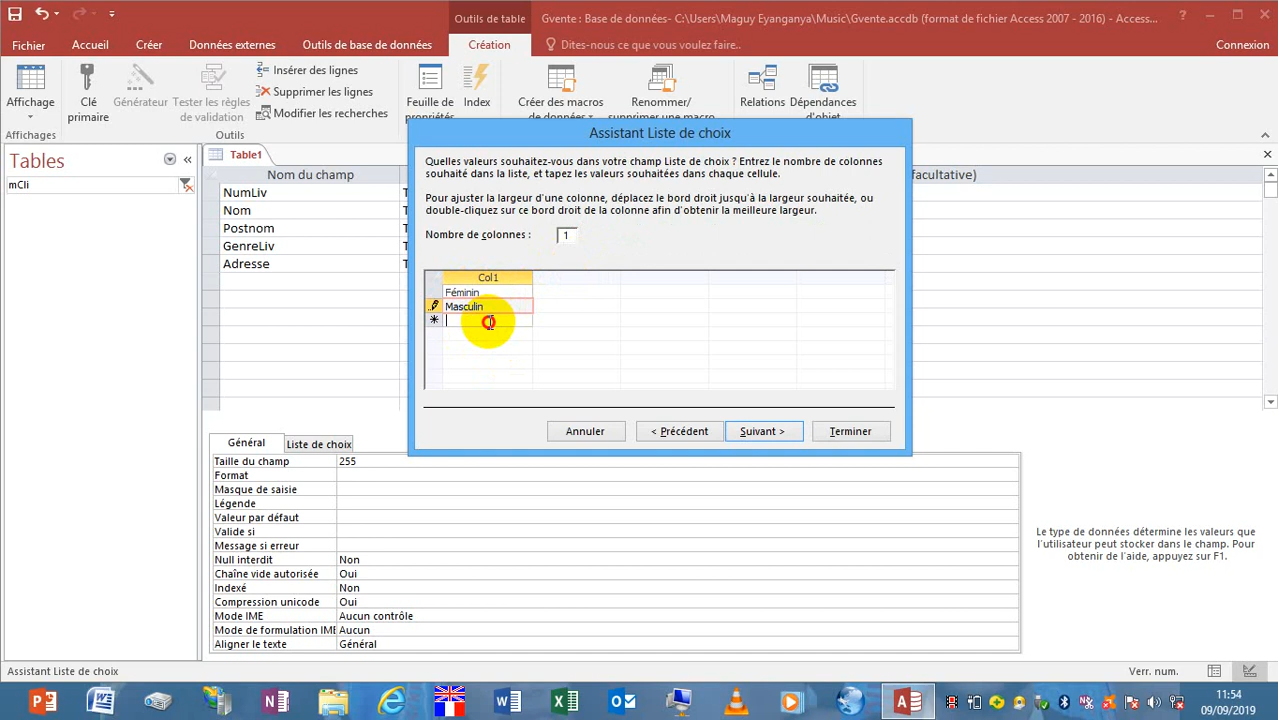 Outils de table
Gvente : Base de données- C:\Users\Maguy Eyanganya\Music\Gvente.accdb (format de fichier Access 2007 - 2016) - Access...
Fichier
Accueil
Créer
Données externes
Outils de base de données
Création
Dites-nous ce que vous voulez faire..
Connexion
Affichage
Clé primaire
Générateur
Tester les règles de validation
Insérer des lignes
Supprimer les lignes
Modifier les recherches
Feuille de propriétés
Index
Créer des macros de données
Renommer/ supprimer une macro
Relations
Dépendances d'objet
Affichages
Outils
Tables
mCli
Table1
Nom du champ
facultative)
NumLiv
Nom
Postnom
GenreLiv
Adresse
Assistant Liste de choix
Quelles valeurs souhaitez-vous dans votre champ Liste de choix ? Entrez le nombre de colonnes
souhaité dans la liste, et tapez les valeurs souhaitées dans chaque cellule.
Pour ajuster la largeur d'une colonne, déplacez le bord droit jusqu'à la largeur souhaitée, ou
double-cliquez sur ce bord droit de la colonne afin d'obtenir la meilleure largeur.
Nombre de colonnes : 1
Col1
Féminin
Masculin
Annuler
< Précédent
Suivant >
Terminer
Général
Liste de choix
Taille du champ 255
Format
Masque de saisie
Légende
Valeur par défaut
Valide si
Message si erreur
Null interdit Non
Chaîne vide autorisée Oui
Indexé Non
Compression unicode Oui
Mode IME Aucun contrôle
Mode de formulation IME Aucun
Aligner le texte Général
Le type de données détermine les valeurs que
l'utilisateur peut stocker dans le champ. Pour
obtenir de l'aide, appuyez sur F1.
Assistant Liste de choix
Verr. num.
11:54
09/09/2019